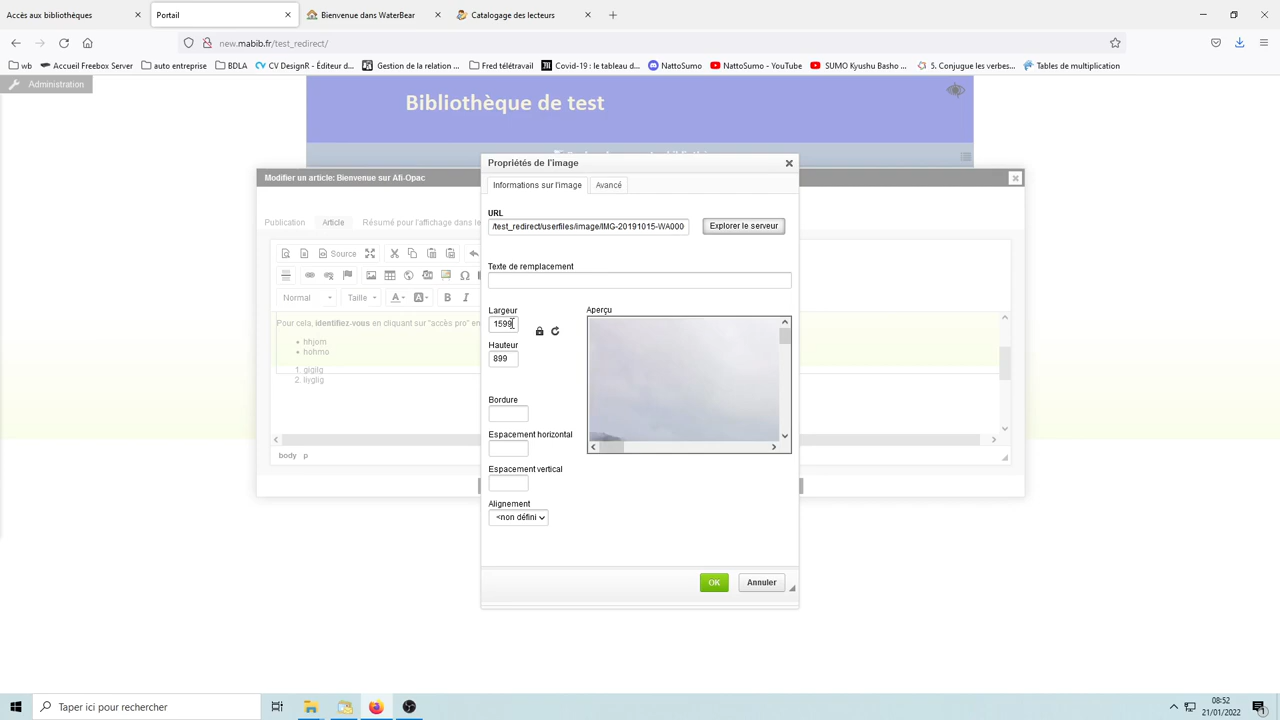 Accès aux bibliothèques
Portail
Bienvenue dans WaterBear
Catalogage des lecteurs
new.mabib.fr/test_redirect/
wb
Accueil Freebox Server
auto entreprise
BDLA
CV DesignR - Éditeur d...
Gestion de la relation ...
Fred télétravail
Covid-19 : le tableau d...
NattoSumo
NattoSumo - YouTube
SUMO Kyushu Basho ...
5. Conjugue les verbes...
Tables de multiplication
Administration
Bibliothèque de test
Modifier un article: Bienvenue sur Afi-Opac
Publication
Article
Résumé pour l'affichage dans le
Source
Normal
Taille
A
A
B
I
Pour cela, identifiez-vous en cliquant sur "accès pro" en
hhjom
hohmo
1. gigilg
2. liyglig
body p
Propriétés de l'image
Informations sur l'image
Avancé
URL
/test_redirect/userfiles/image/IMG-20191015-WA000
Explorer le serveur
Texte de remplacement
Largeur
1599
Hauteur
899
Aperçu
Bordure
Espacement horizontal
Espacement vertical
Alignement
<non défini
OK
Annuler
Taper ici pour rechercher
08:52
21/01/2022